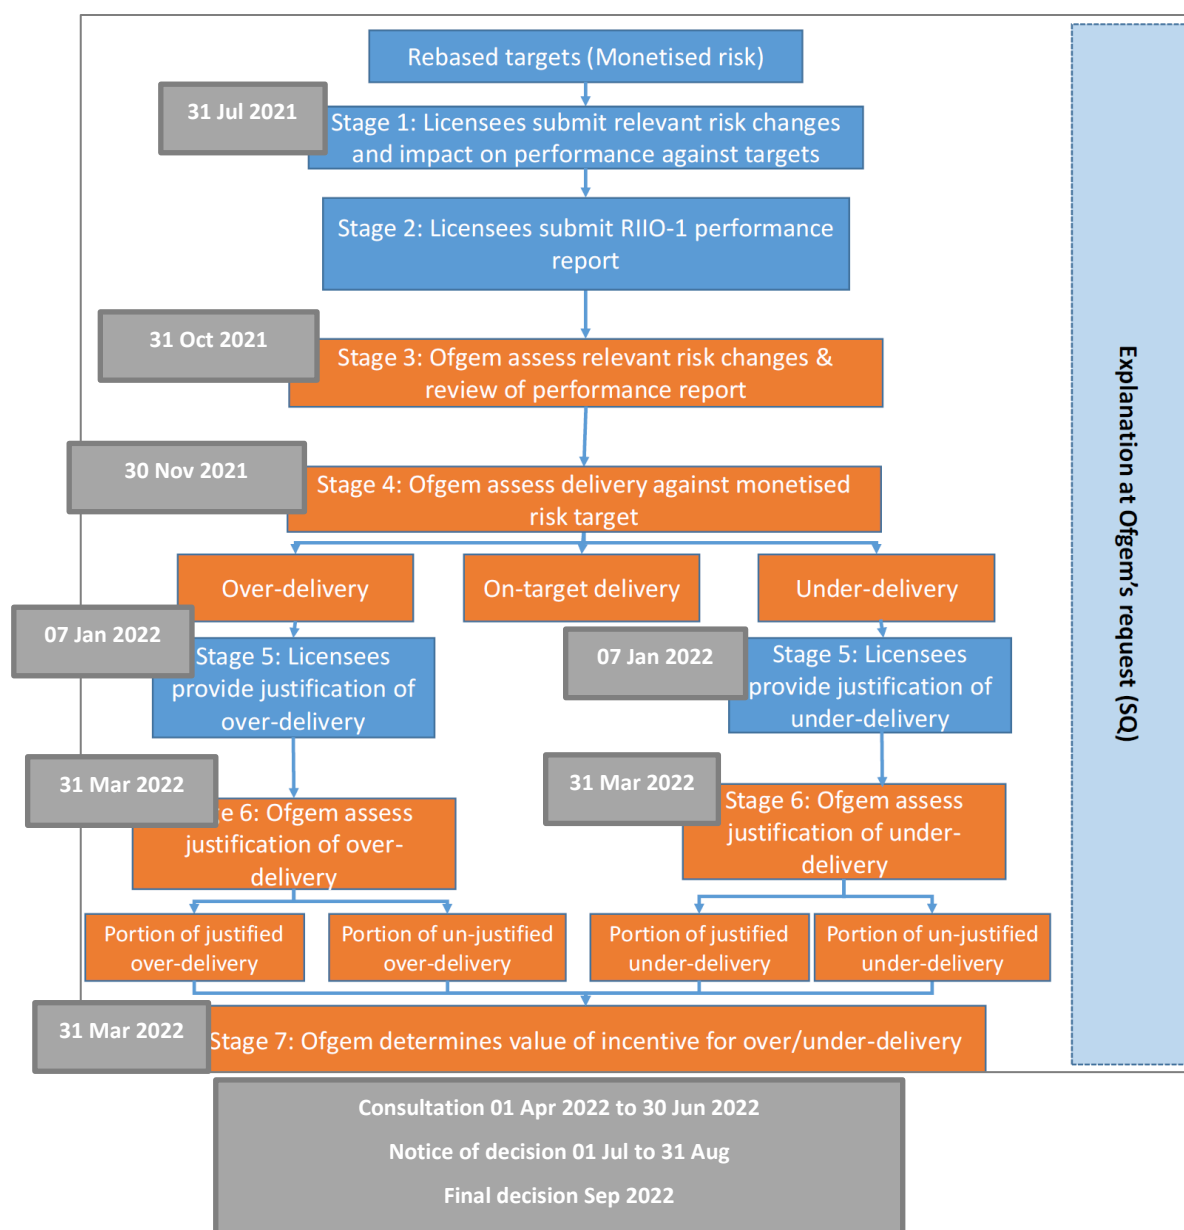 Rebased targets (Monetised risk)
31 Jul 2021
Stage 1: Licensees submit relevant risk changes
and impact on performance against targets
Stage 2: Licensees submit RIIO-1 performance
report
31 Oct 2021
Stage 3: Ofgem assess relevant risk changes &
review of performance report
30 Nov 2021
Stage 4: Ofgem assess delivery against monetised
risk target
Over-delivery
On-target delivery
Under-delivery
07 Jan 2022
Stage 5: Licensees
provide justification of
over-delivery
07 Jan 2022
Stage 5: Licensees
provide justification of
under-delivery
31 Mar 2022
ge 6: Ofgem assess
justification of over-
delivery
31 Mar 2022
Stage 6: Ofgem assess
justification of under-
delivery
Portion of justified
over-delivery
Portion of un-justified
over-delivery
Portion of justified
under-delivery
Portion of un-justified
under-delivery
31 Mar 2022
Stage 7: Ofgem determines value of incentive for over/under-delivery
Explanation at Ofgem’s request (SQ)
Consultation 01 Apr 2022 to 30 Jun 2022
Notice of decision 01 Jul to 31 Aug
Final decision Sep 2022